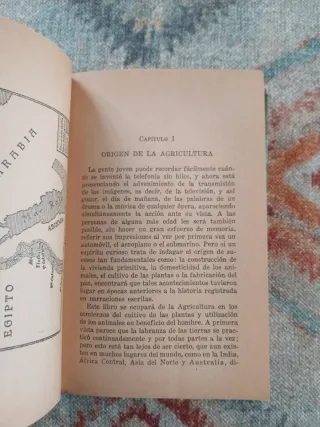 CAPÍTULO I
ORIGEN DE LA AGRICULTURA
La gente joven puede recordar fácilmente cuán-
do se inventó la telefonía sin hilos, y ahora está
presenciando el advenimiento de la transmisión
de las imágenes, es decir, de la televisión, y así
oirá, el día de mañana, las palabras de un
drama o la música de cualquier ópera, apareciendo
simultáneamente la acción ante su vista. A las
personas de alguna más edad les será también
posible, sin un gran esfuerzo de memoria,
referir sus impresiones al ver por primera vez un
automóvil, el aeroplano o el submarino. Pero si un
espíritu curioso trata de indagar el origen de su-
cesos tan fundamentales como: la construcción de
la vivienda primitiva, la domesticidad de los ani-
males, el cultivo de las plantas o la fabricación del
pan, encontrará que tales acontecimientos tuvieron
lugar en épocas anteriores a la historia registrada
en narraciones escritas.
Este libro se ocupará de la Agricultura en los
comienzos del cultivo de las plantas y utilización
de los animales en beneficio del hombre. A primera
vista parece que la labranza de las tierras se prac-
ticó continuadamente y por todas partes a la vez;
pero esto está tan lejos de ser cierto, que aun exis-
ten en muchos lugares del mundo, como en la India,
África Central, Asia del Norte y Australia, di-
ARABIA
EGIPTO